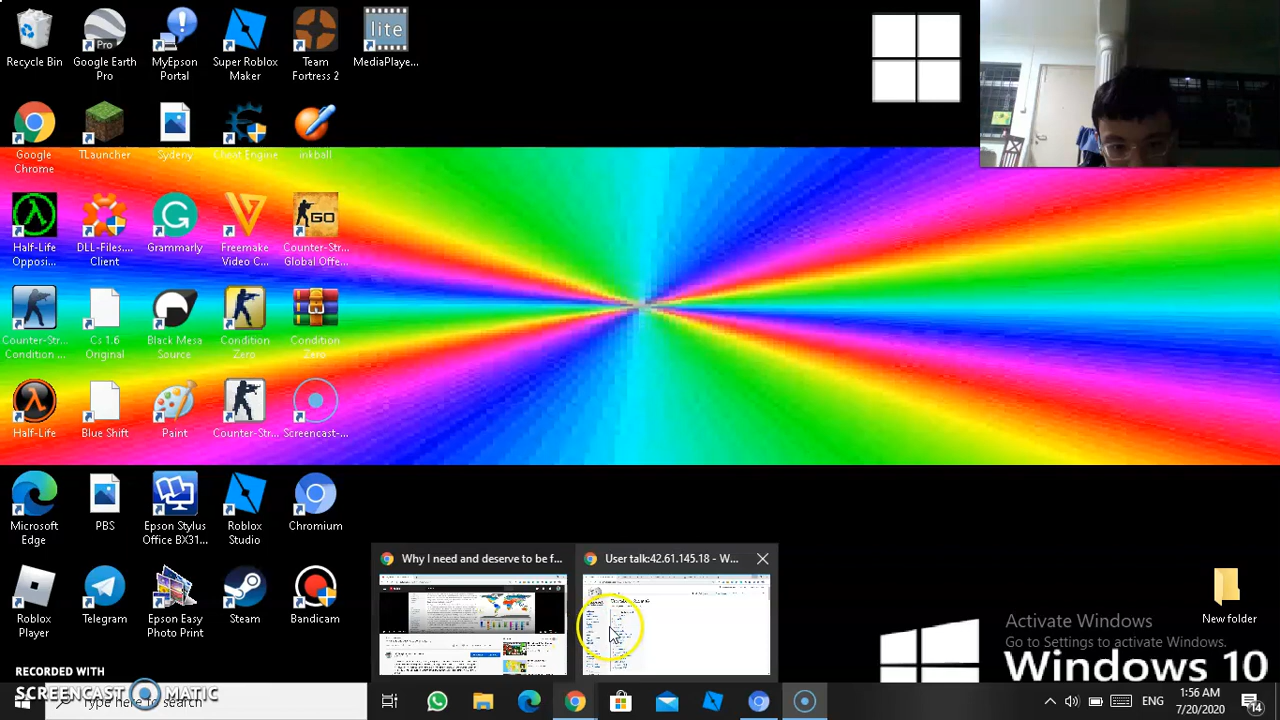 Recycle Bin
Google Earth
Pro
MyEpson
Portal
Super Roblox
Maker
Team
Fortress 2
lite
MediaPlaye...
Google
Chrome
TLauncher
Sydeny
Cheat Engine
inkball
Half-Life
Opposi...
DLL-Files....
Client
Grammarly
Freemake
Video C...
GO
Counter-Str...
Global Offe...
Counter-Str...
Condition ...
Cs 1.6
Original
Black Mesa
Source
Condition
Zero
Condition
Zero
Half-Life
Blue Shift
Paint
Counter-Str...
Screencast-...
Microsoft
Edge
PBS
Epson Stylus
Office BX31...
Roblox
Studio
Chromium
Roblox
Player
Telegram
Epson Easy
Photo Print
Steam
Bandicam
New folder
Why I need and deserve to be f...
User talk:42.61.145.18 - W...
Activate Windows
Go to Settings to activate Windows.
Windows 10
RECORDED WITH
SCREENCAST MATIC
Type here to search
ENG
1:56 AM
7/20/2020
14